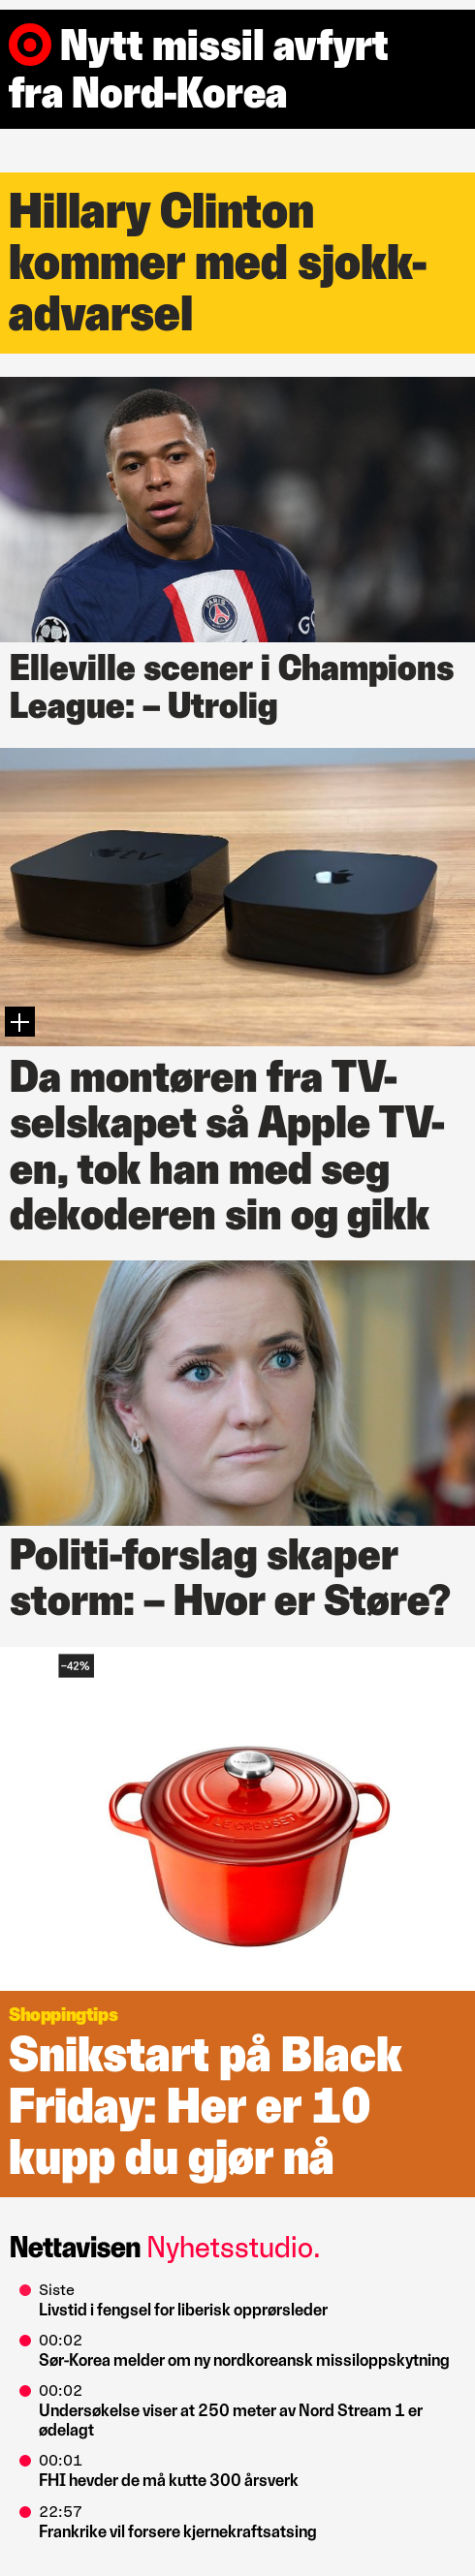 Nytt missil avfyrt
fra Nord-Korea
Hillary Clinton
kommer med sjokk-
advarsel
Elleville scener i Champions
League: – Utrolig
tv
Da montøren fra TV-
selskapet så Apple TV-
en, tok han med seg
dekoderen sin og gikk
Politi-forslag skaper
storm: – Hvor er Støre?
-42%
LE CREUSET
Shoppingtips
Snikstart på Black
Friday: Her er 10
kupp du gjør nå
Nettavisen Nyhetsstudio.
Siste
Livstid i fengsel for liberisk opprørsleder
00:02
Sør-Korea melder om ny nordkoreansk missiloppskytning
00:02
Undersøkelse viser at 250 meter av Nord Stream 1 er
ødelagt
00:01
FHI hevder de må kutte 300 årsverk
22:57
Frankrike vil forsere kjernekraftsatsing